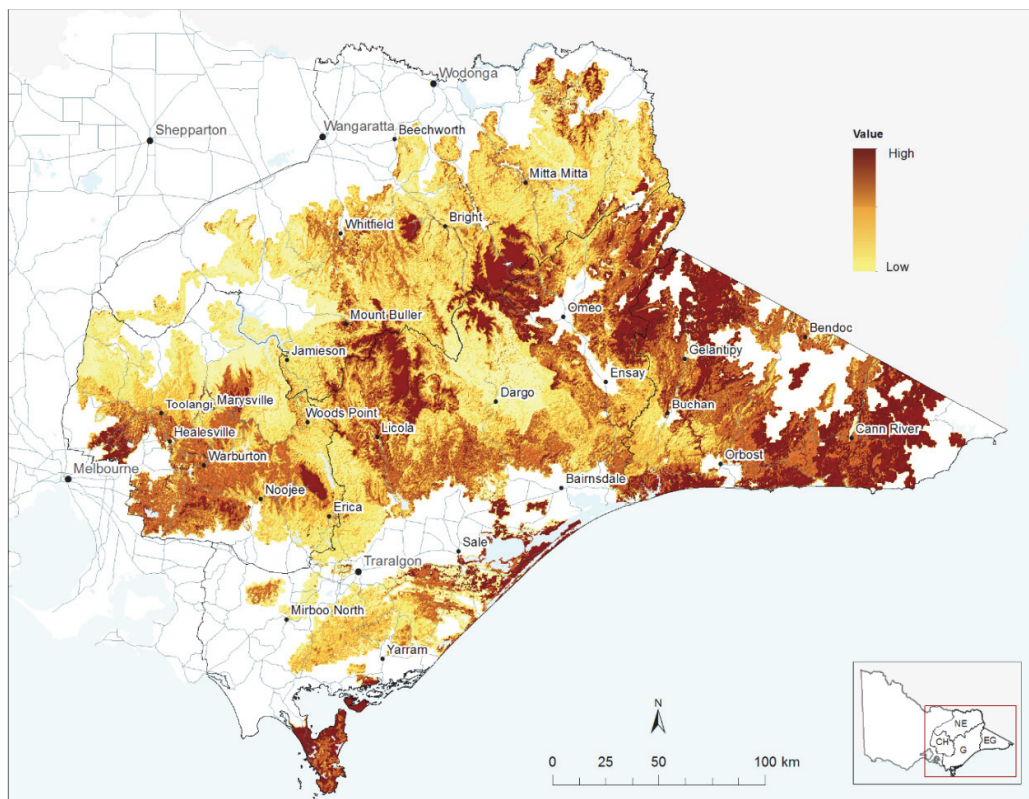 Wodonga
Shepparton
Wangaratta
Beechworth
Value
High
Low
Mitta Mitta
Whitfield
Bright
Omeo
Mount Buller
Bendoc
Jamieson
Gelantipy
Ensay
Dargo
Marysville
Toolangi
Woods Point
Buchan
Healesville
Licola
Cann River
Warburton
Orbost
Melbourne
Bairnsdale
Noojee
Erica
Sale
Traralgon
Mirboo North
Yarram
N
0 25 50 100 km
NE
CH
G
EG